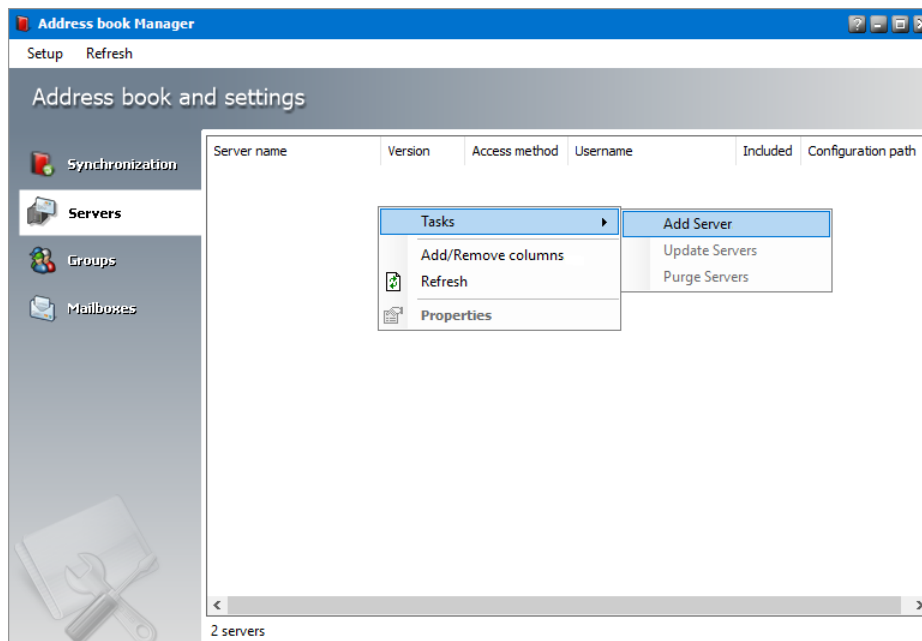 Address book Manager
Setup Refresh
Address book and settings
Synchronization
Servers
Groups
Mailboxes
Server name Version Access method Username Included Configuration path
Tasks
Add/Remove columns
Refresh
Properties
Add Server
Update Servers
Purge Servers
2 servers